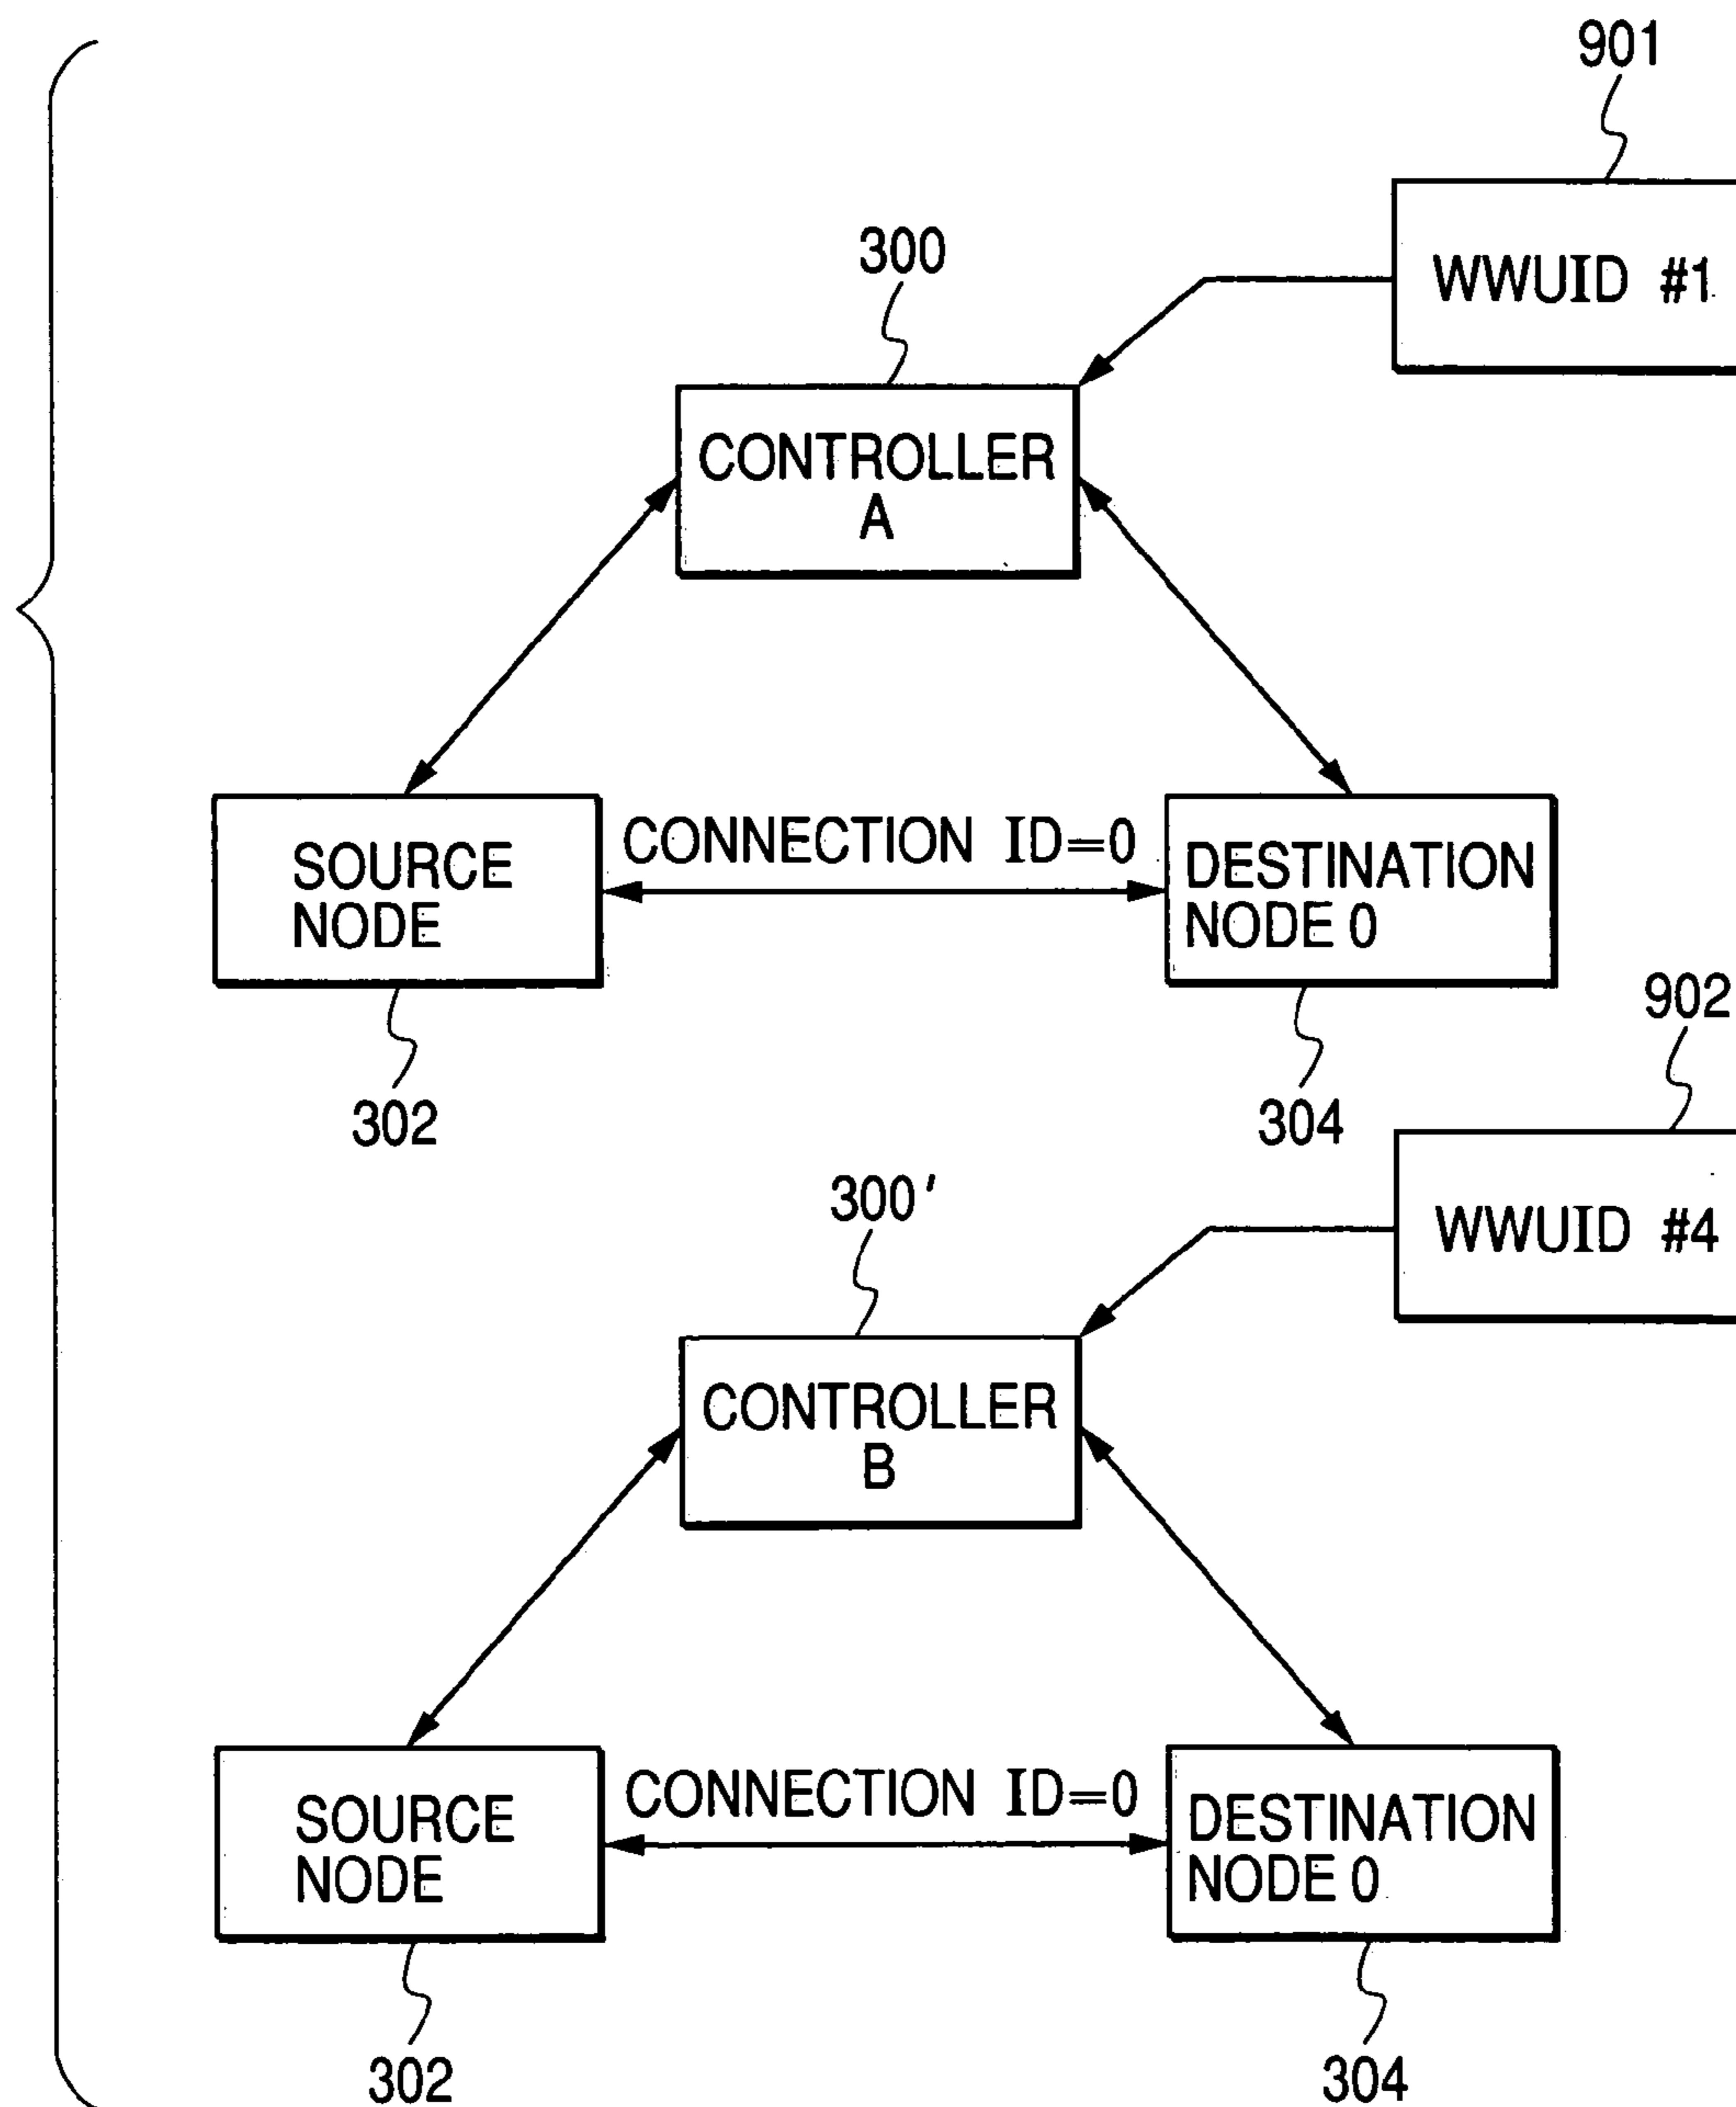 901
WWUID #1
300
CONTROLLER
A
CONNECTION ID=0
SOURCE
NODE
DESTINATION
NODE 0
302
304
902
WWUID #4
300'
CONTROLLER
B
CONNECTION ID=0
SOURCE
NODE
DESTINATION
NODE 0
302
304